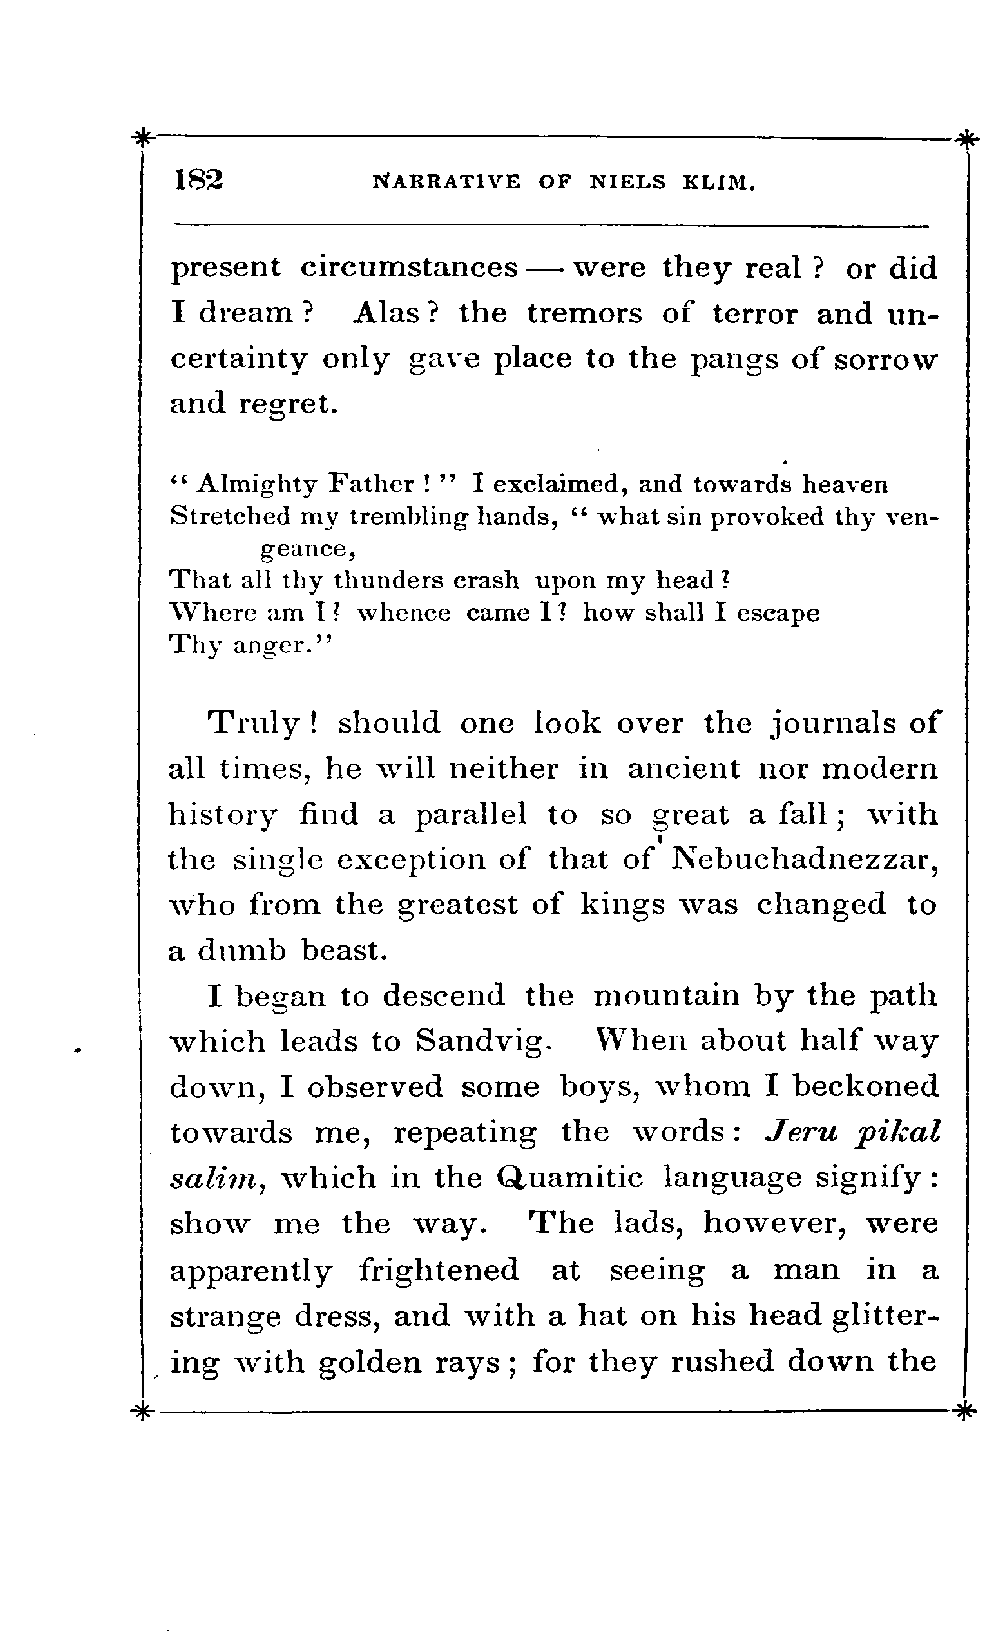 182 NARRATIVE OF NIELS KLIM.
present circumstances — were they real ? or did
I dream ? Alas ? the tremors of terror and un-
certainty only gave place to the pangs of sorrow
and regret.
“ Almighty Father ! ” I exclaimed, and towards heaven
Stretched my trembling hands, “ what sin provoked thy ven-
geance,
That all thy thunders crash upon my head ?
Where am I ? whence came I ? how shall I escape
Thy anger.”
Truly ! should one look over the journals of
all times, he will neither in ancient nor modern
history find a parallel to so great a fall ; with
the single exception of that of Nebuchadnezzar,
who from the greatest of kings was changed to
a dumb beast.
I began to descend the mountain by the path
which leads to Sandvig. When about half way
down, I observed some boys, whom I beckoned
towards me, repeating the words : Jeru pikal
salim, which in the Quamitic language signify :
show me the way. The lads, however, were
apparently frightened at seeing a man in a
strange dress, and with a hat on his head glitter-
ing with golden rays ; for they rushed down the